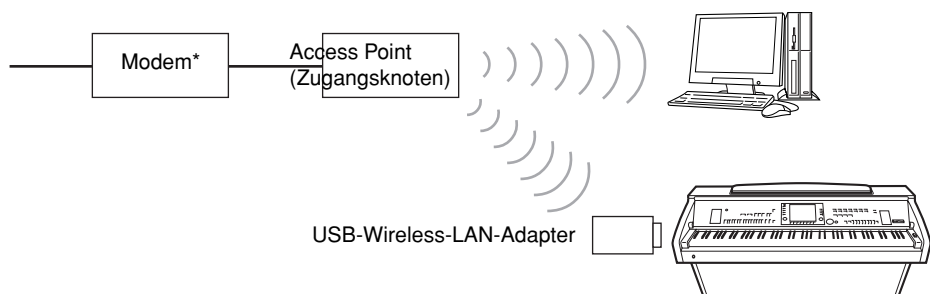 Modem*
Access Point
(Zugangsknoten)
USB-Wireless-LAN-Adapter